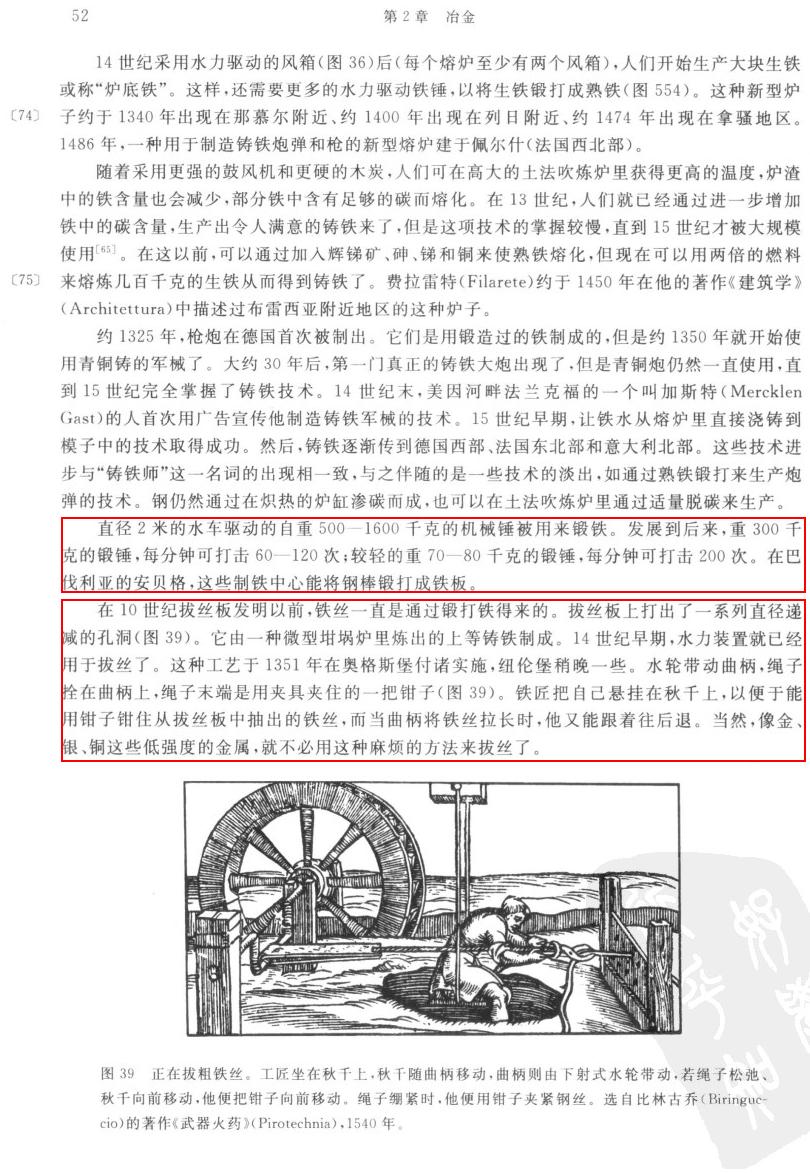 52
第2章 冶金
14世纪采用水力驱动的风箱(图36)后(每个熔炉至少有两个风箱),人们开始生产大块生铁
或称“炉底铁”。这样,还需要更多的水力驱动铁锤,以将生铁锻打成熟铁(图554)。这种新型炉
〔74〕 子约于1340年出现在那慕尔附近、约1400年出现在列日附近、约1474年出现在拿骚地区。
1486年,一种用于制造铸铁炮弹和枪的新型熔炉建于佩尔什(法国西北部)。
随着采用更强的鼓风机和更硬的木炭,人们可在高大的土法吹炼炉里获得更高的温度,炉渣
中的铁含量也会减少,部分铁中含有足够的碳而熔化。在13世纪,人们就已经通过进一步增加
铁中的碳含量,生产出令人满意的铸铁来了,但是这项技术的掌握较慢,直到15世纪才被大规模
使用[65]。在这以前,可以通过加入辉锑矿、砷、锑和铜来使熟铁熔化,但现在可以用两倍的燃料
〔75〕 来熔炼几百千克的生铁从而得到铸铁了。费拉雷特(Filarete)约于1450年在他的著作《建筑学》
(Architettura)中描述过布雷西亚附近地区的这种炉子。
约1325年,枪炮在德国首次被制出。它们是用锻造过的铁制成的,但是约1350年就开始使
用青铜铸的军械了。大约30年后,第一门真正的铸铁大炮出现了,但是青铜炮仍然一直使用,直
到15世纪完全掌握了铸铁技术。14世纪末,美因河畔法兰克福的一个叫加斯特(Mercklen
Gast)的人首次用广告宣传他制造铸铁军械的技术。15世纪早期,让铁水从熔炉里直接浇铸到
模子中的技术取得成功。然后,铸铁逐渐传到德国西部、法国东北部和意大利北部。这些技术进
步与“铸铁师”这一名词的出现相一致,与之伴随的是一些技术的淡出,如通过熟铁锻打来生产炮
弹的技术。钢仍然通过在炽热的炉缸渗碳而成,也可以在土法吹炼炉里通过适量脱碳来生产。
直径2米的水车驱动的自重500—1600千克的机械锤被用来锻铁。发展到后来,重300千
克的锻锤,每分钟可打击60—120次;较轻的重70—80千克的锻锤,每分钟可打击200次。在巴
伐利亚的安贝格,这些制铁中心能将钢棒锻打成铁板。
在10世纪拔丝板发明以前,铁丝一直是通过锻打铁得来的。拔丝板上打出了一系列直径递
减的孔洞(图39)。它由一种微型坩埚炉里炼出的上等铸铁制成。14世纪早期,水力装置就已经
用于拔丝了。这种工艺于1351年在奥格斯堡付诸实施,纽伦堡稍晚一些。水轮带动曲柄,绳子
拴在曲柄上,绳子末端是用夹具夹住的一把钳子(图39)。铁匠把自己悬挂在秋千上,以便于能
用钳子钳住从拔丝板中抽出的铁丝,而当曲柄将铁丝拉长时,他又能跟着往后退。当然,像金、
银、铜这些低强度的金属,就不必用这种麻烦的方法来拔丝了。
图39 正在拔粗铁丝。工匠坐在秋千上,秋千随曲柄移动,曲柄则由下射式水轮带动,若绳子松弛、
秋千向前移动,他便把钳子向前移动。绳子绷紧时,他便用钳子夹紧钢丝。选自比林古乔(Biringuc-
cio)的著作《武器火药》(Pirotechnia),1540年。